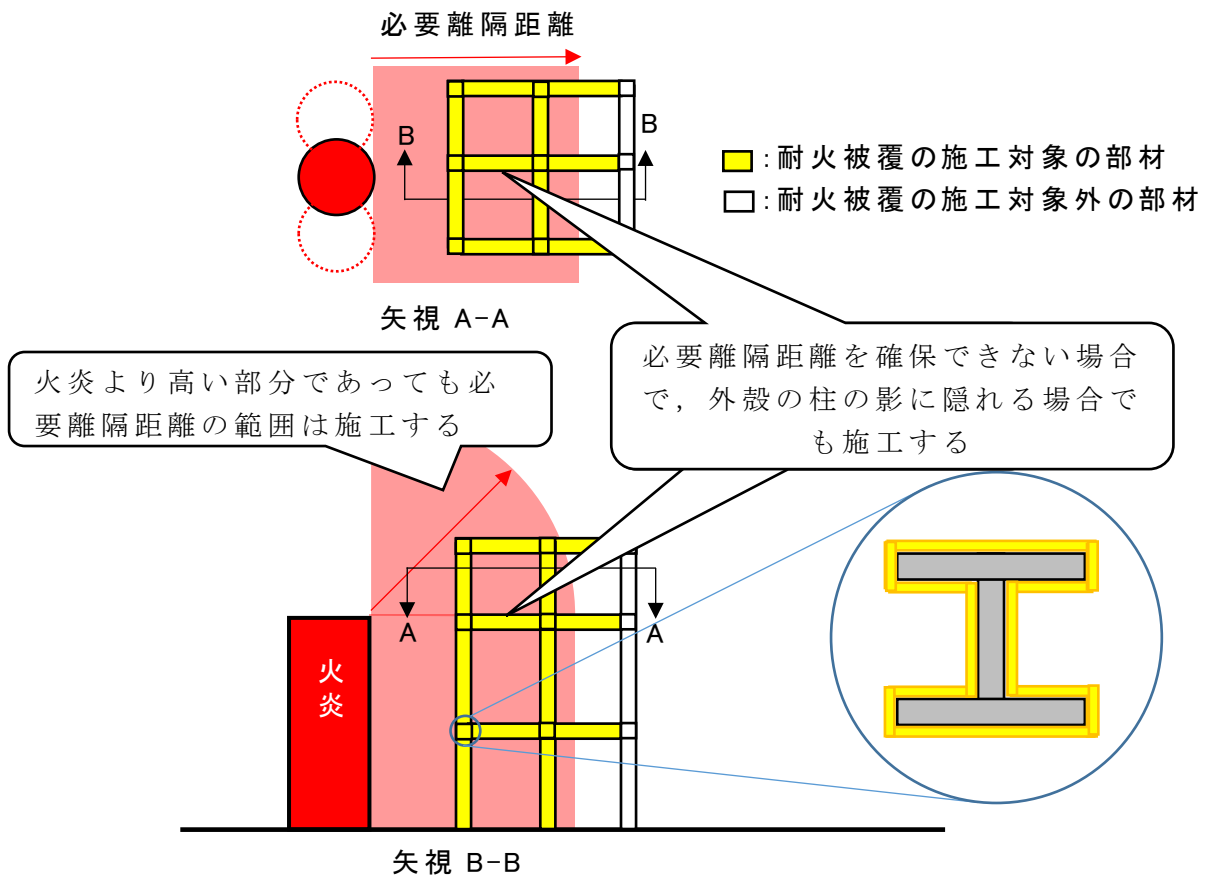 必要離隔距離
B
B
:耐火被覆の施工対象の部材
:耐火被覆の施工対象外の部材
矢視 A-A
火炎より高い部分であっても必
要離隔距離の範囲は施工する
必要離隔距離を確保できない場合
で，外殻の柱の影に隠れる場合で
も施工する
A
A
火炎
矢視 B-B